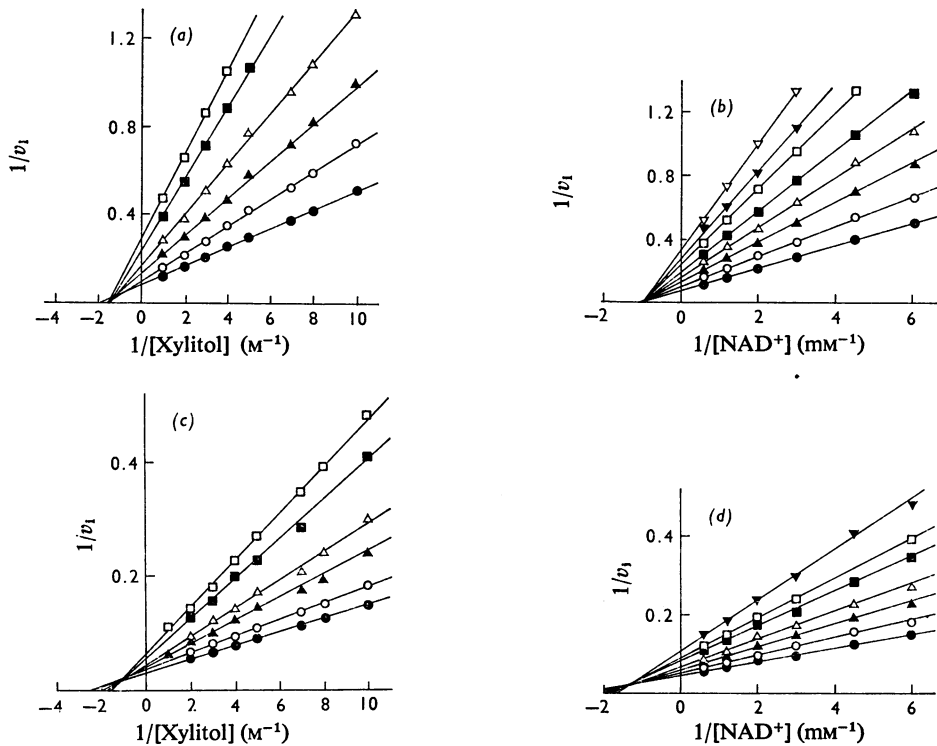 (a)
1.2
0.8
0.4
1/v₁
−4 −2 0 2 4 6 8 10
1/[Xylitol] (M⁻¹)
(b)
1.2
0.8
0.4
1/v₁
0 2 4 6
1/[NAD⁺] (mM⁻¹)
(c)
0.4
0.2
1/v₁
−4 −2 0 2 4 6 8 10
1/[Xylitol] (M⁻¹)
(d)
0.4
0.2
1/v₁
−2 0 2 4 6
1/[NAD⁺] (mM⁻¹)